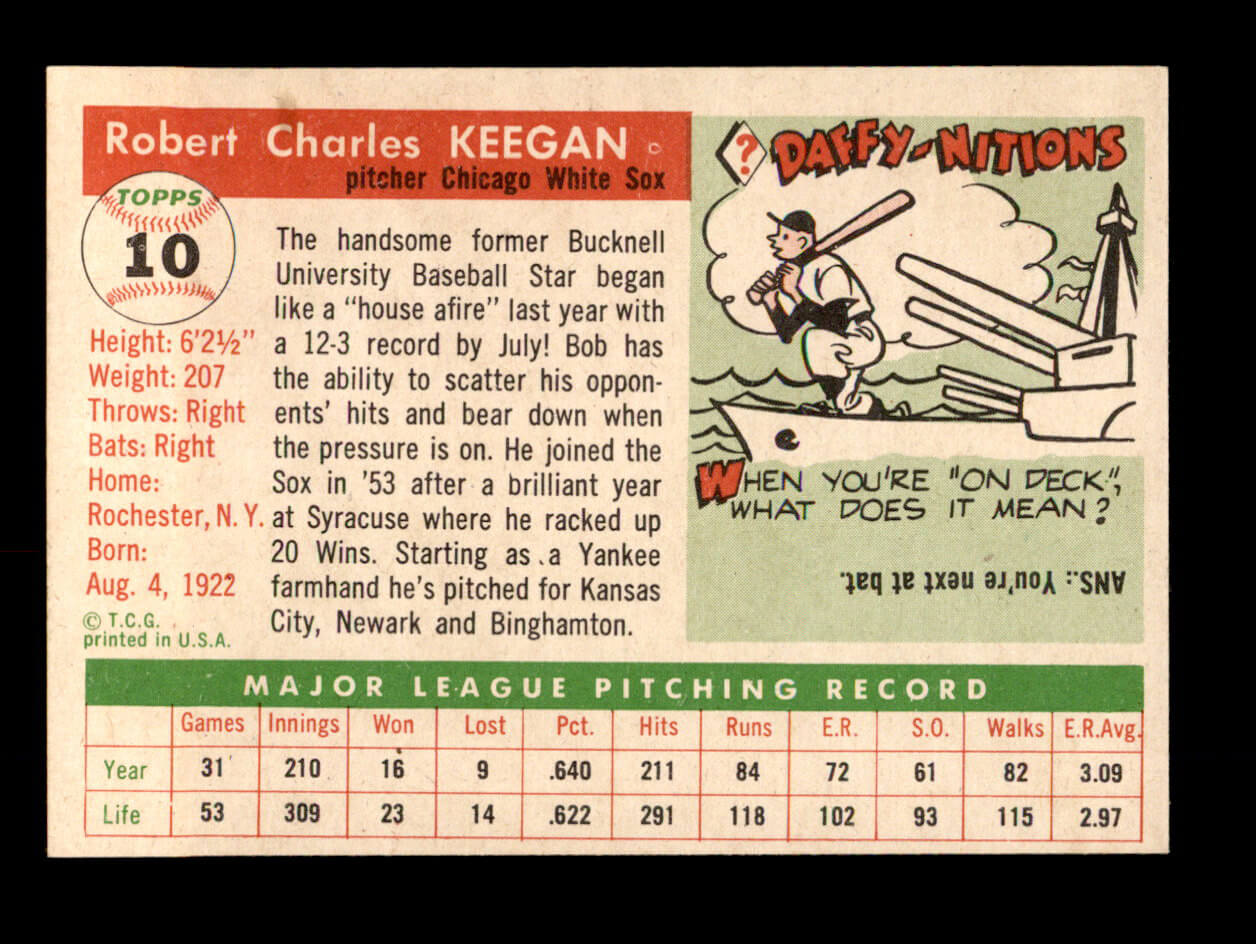 Robert Charles KEEGAN
pitcher Chicago White Sox
TOPPS
10
Height: 6'2½"
Weight: 207
Throws: Right
Bats: Right
Home:
Rochester, N. Y.
Born:
Aug. 4, 1922
© T.C.G.
printed in U.S.A.
The handsome former Bucknell
University Baseball Star began
like a "house afire" last year with
a 12-3 record by July! Bob has
the ability to scatter his oppon-
ents' hits and bear down when
the pressure is on. He joined the
Sox in '53 after a brilliant year
at Syracuse where he racked up
20 Wins. Starting as a Yankee
farmhand he's pitched for Kansas
City, Newark and Binghamton.
? DAFFY-NITIONS
WHEN YOU'RE "ON DECK",
WHAT DOES IT MEAN?
ANS.: You're next at bat.
MAJOR LEAGUE PITCHING RECORD
Games Innings Won Lost Pct. Hits Runs E.R. S.O. Walks E.R.Avg.
Year 31 210 16 9 .640 211 84 72 61 82 3.09
Life 53 309 23 14 .622 291 118 102 93 115 2.97